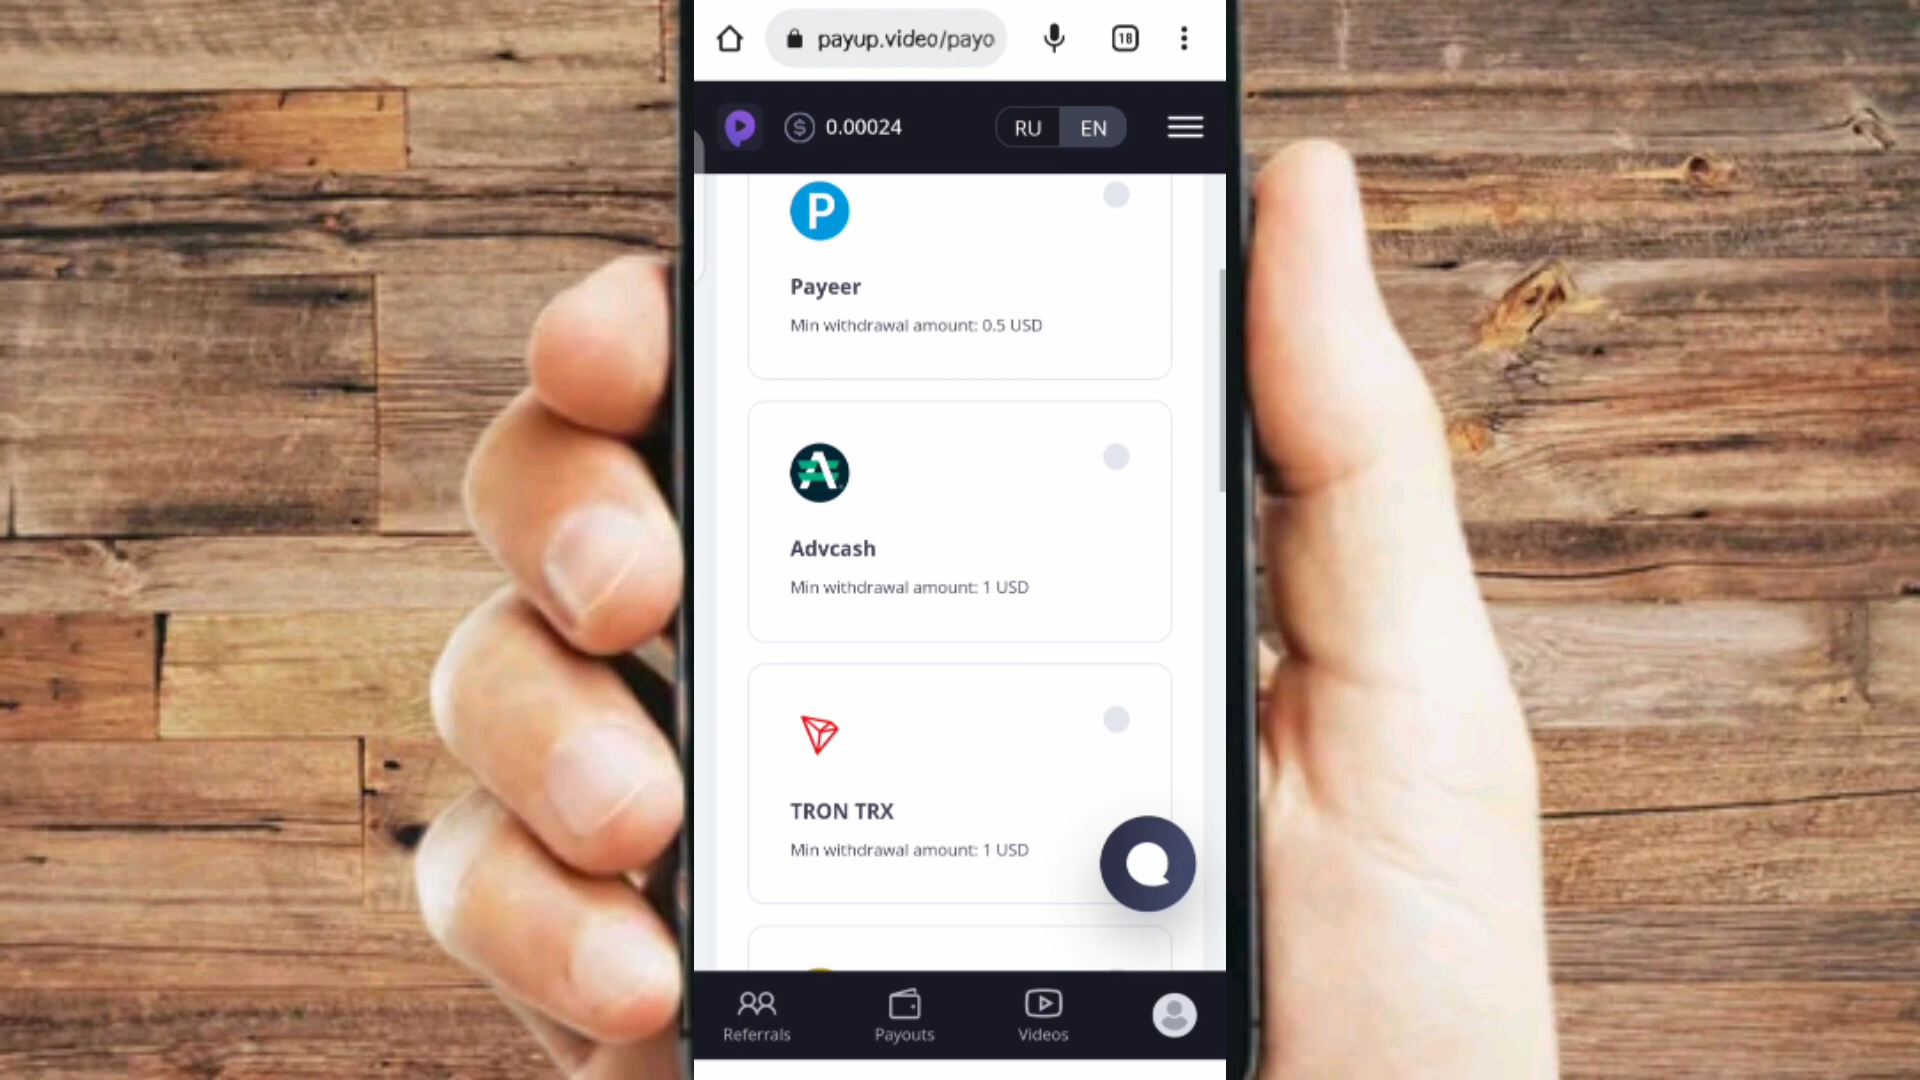 payup.video/payo
18
0.00024
RU EN
Payeer
Min withdrawal amount: 0.5 USD
Advcash
Min withdrawal amount: 1 USD
TRON TRX
Min withdrawal amount: 1 USD
Referrals
Payouts
Videos